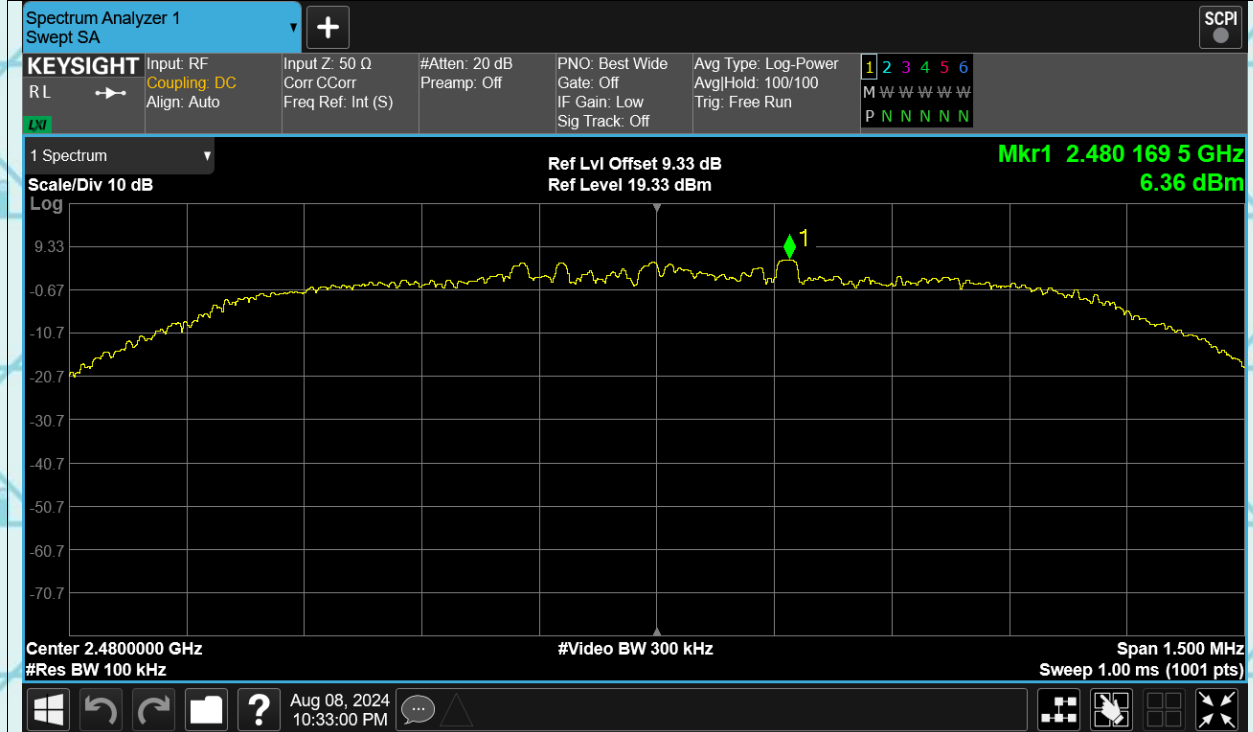 Spectrum Analyzer 1
Swept SA
SCPI
KEYSIGHT
R L
LXI
Input: RF
Coupling: DC
Align: Auto
Input Z: 50 Ω
Corr CCorr
Freq Ref: Int (S)
#Atten: 20 dB
Preamp: Off
PNO: Best Wide
Gate: Off
IF Gain: Low
Sig Track: Off
Avg Type: Log-Power
Avg|Hold: 100/100
Trig: Free Run
1 2 3 4 5 6
M W W W W W
P N N N N N
1 Spectrum
Scale/Div 10 dB
Log
Ref Lvl Offset 9.33 dB
Ref Level 19.33 dBm
Mkr1 2.480 169 5 GHz
6.36 dBm
1
9.33
-0.67
-10.7
-20.7
-30.7
-40.7
-50.7
-60.7
-70.7
Center 2.4800000 GHz
#Res BW 100 kHz
#Video BW 300 kHz
Span 1.500 MHz
Sweep 1.00 ms (1001 pts)
?
Aug 08, 2024
10:33:00 PM